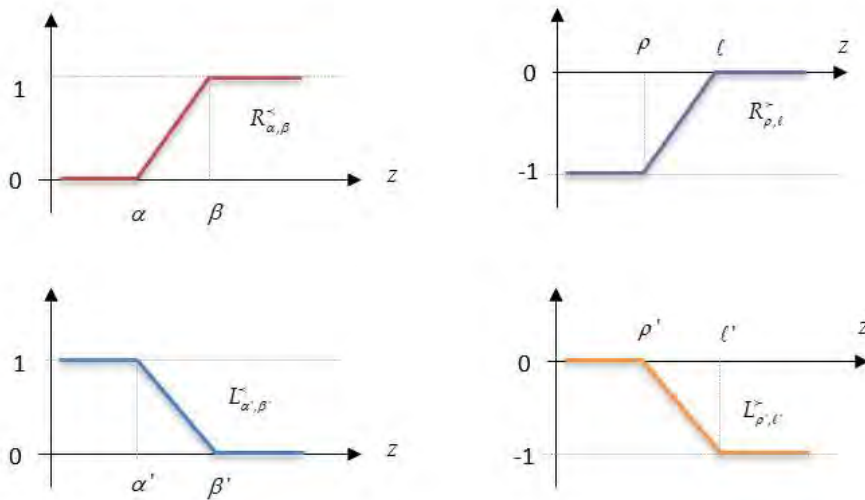 1
0
α
β
z
R^≺_{α,β}
ρ
ℓ
z
0
-1
R^≻_{ρ,ℓ}
1
0
α'
β'
z
L^≺_{α',β'}
ρ'
ℓ'
z
0
-1
L^≻_{ρ',ℓ'}